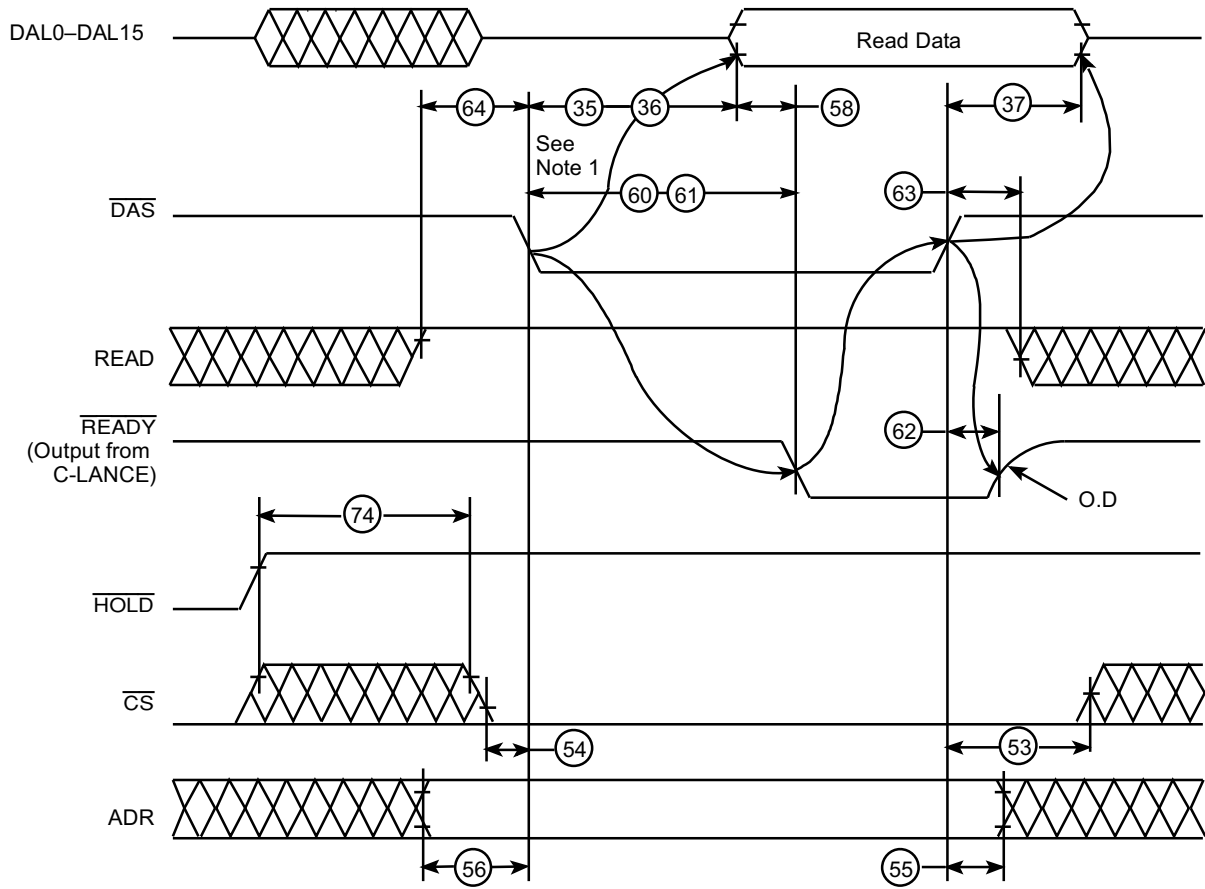 DAL0–DAL15
Read Data
64
35
36
58
37
See
Note 1
60
61
63
DAS
READ
READY
(Output from
C-LANCE)
62
O.D
74
HOLD
CS
54
53
ADR
56
55